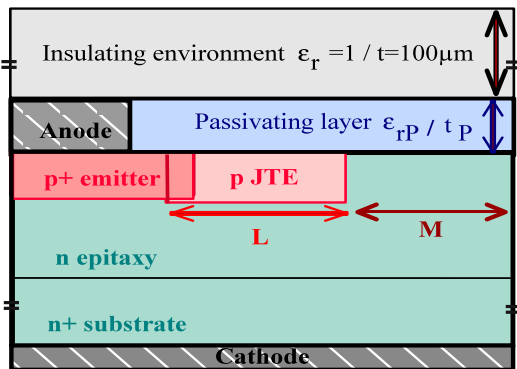 Insulating environment εr =1 / t=100μm
Anode
Passivating layer εrP / tP
p+ emitter
p JTE
L
M
n epitaxy
n+ substrate
Cathode